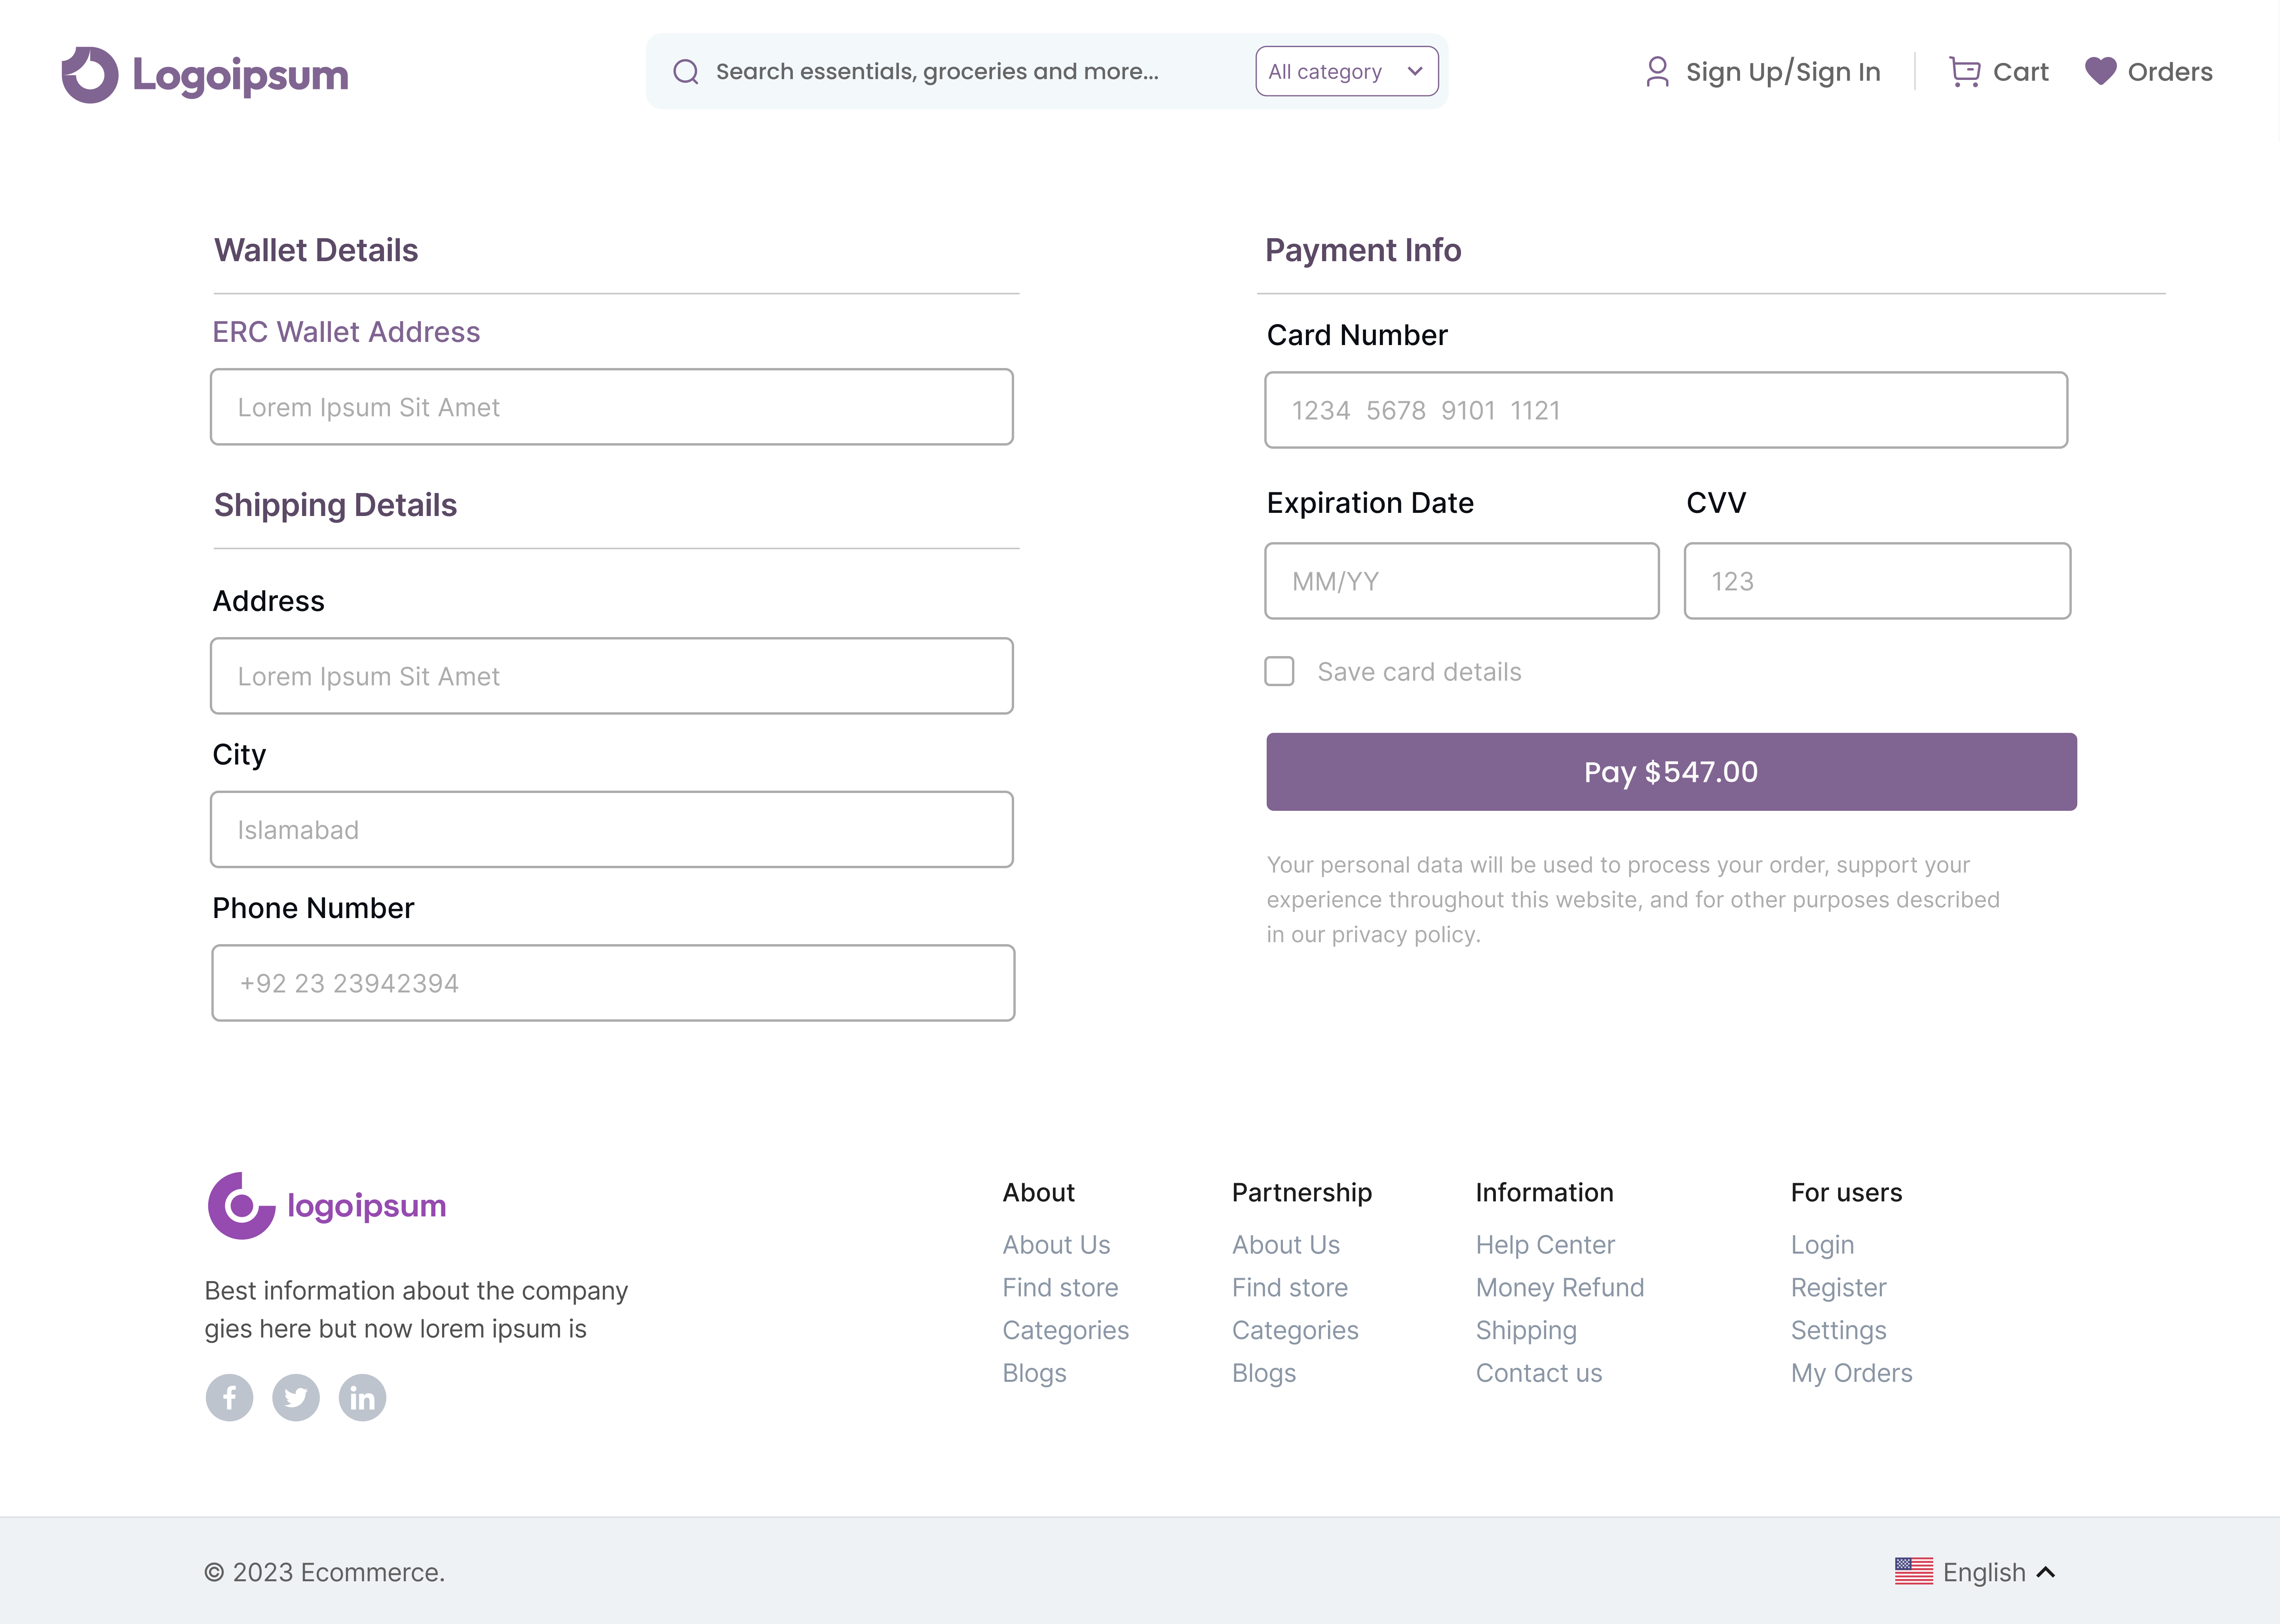 Logoipsum
Search essentials, groceries and more...
All category
Sign Up/Sign In
Cart
Orders
Wallet Details
ERC Wallet Address
Lorem Ipsum Sit Amet
Shipping Details
Address
Lorem Ipsum Sit Amet
City
Islamabad
Phone Number
+92 23 23942394
Payment Info
Card Number
1234 5678 9101 1121
Expiration Date
CVV
MM/YY
123
Save card details
Pay $547.00
Your personal data will be used to process your order, support your
experience throughout this website, and for other purposes described
in our privacy policy.
logoipsum
Best information about the company
gies here but now lorem ipsum is
About
About Us
Find store
Categories
Blogs
Partnership
About Us
Find store
Categories
Blogs
Information
Help Center
Money Refund
Shipping
Contact us
For users
Login
Register
Settings
My Orders
© 2023 Ecommerce.
English